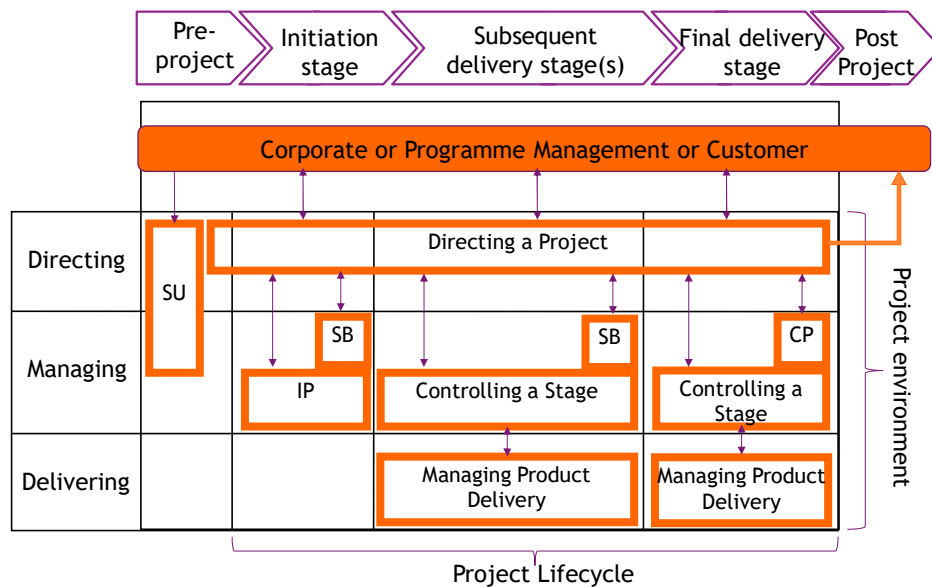 Pre-
project
Initiation
stage
Subsequent
delivery stage(s)
Final delivery
stage
Post
Project
Corporate or Programme Management or Customer
Directing
SU
Directing a Project
Managing
SB
IP
SB
Controlling a Stage
CP
Controlling a
Stage
Delivering
Managing Product
Delivery
Managing Product
Delivery
Project environment
Project Lifecycle